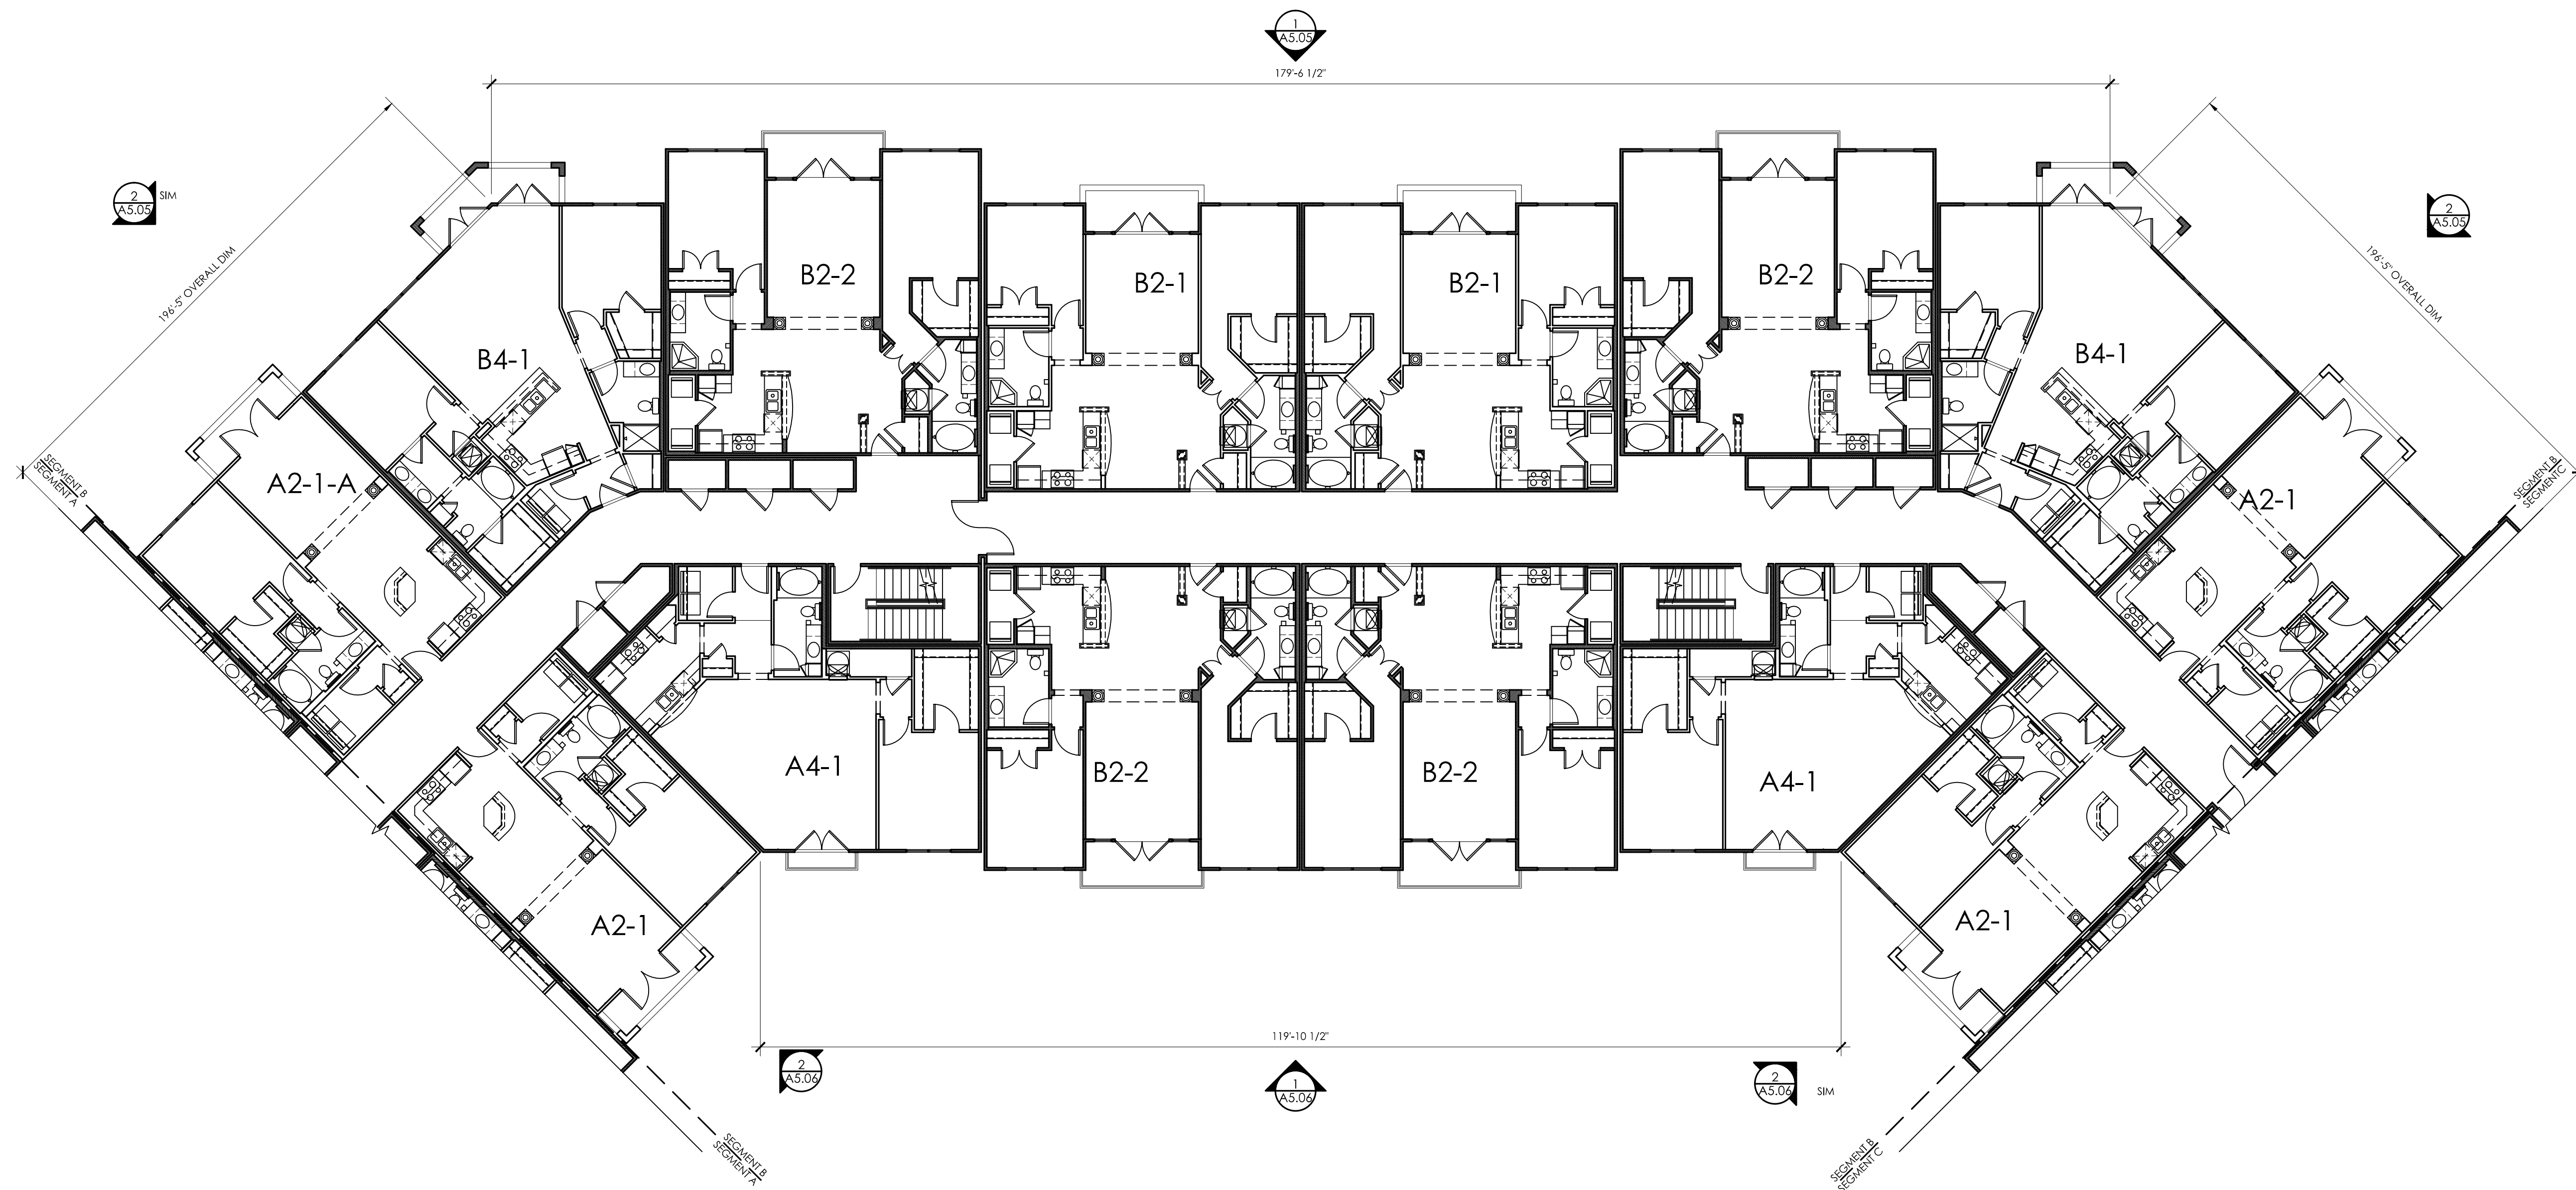 1
A5.05
179'-6 1/2"
2
A5.05
SIM
2
A5.05
196'-5" OVERALL DIM
196'-5" OVERALL DIM
B2-2
B2-1
B2-1
B2-2
B4-1
B4-1
A2-1-A
A2-1
SEGMENT B
SEGMENT A
SEGMENT B
SEGMENT C
A4-1
B2-2
B2-2
A4-1
A2-1
A2-1
119'-10 1/2"
2
A5.06
1
A5.06
2
A5.06
SIM
SEGMENT B
SEGMENT A
SEGMENT B
SEGMENT C